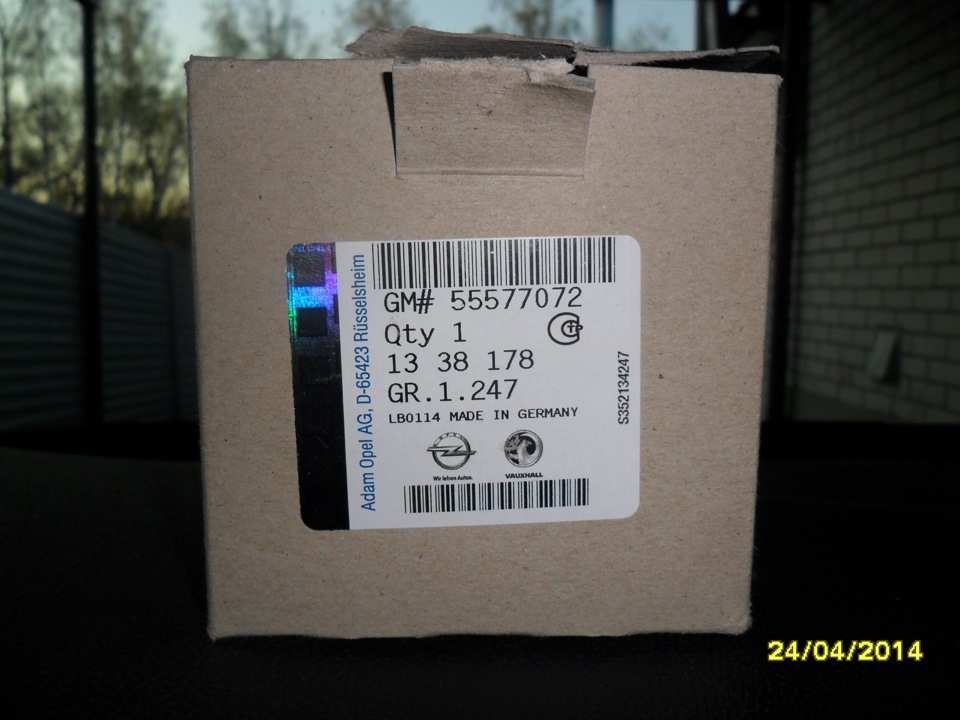 Adam Opel AG, D-65423 Rüsselsheim
GM# 55577072
Qty 1
13 38 178
GR.1.247
LB0114 MADE IN GERMANY
S352134247
OPEL
Wir leben Autos.
VAUXHALL
24/04/2014